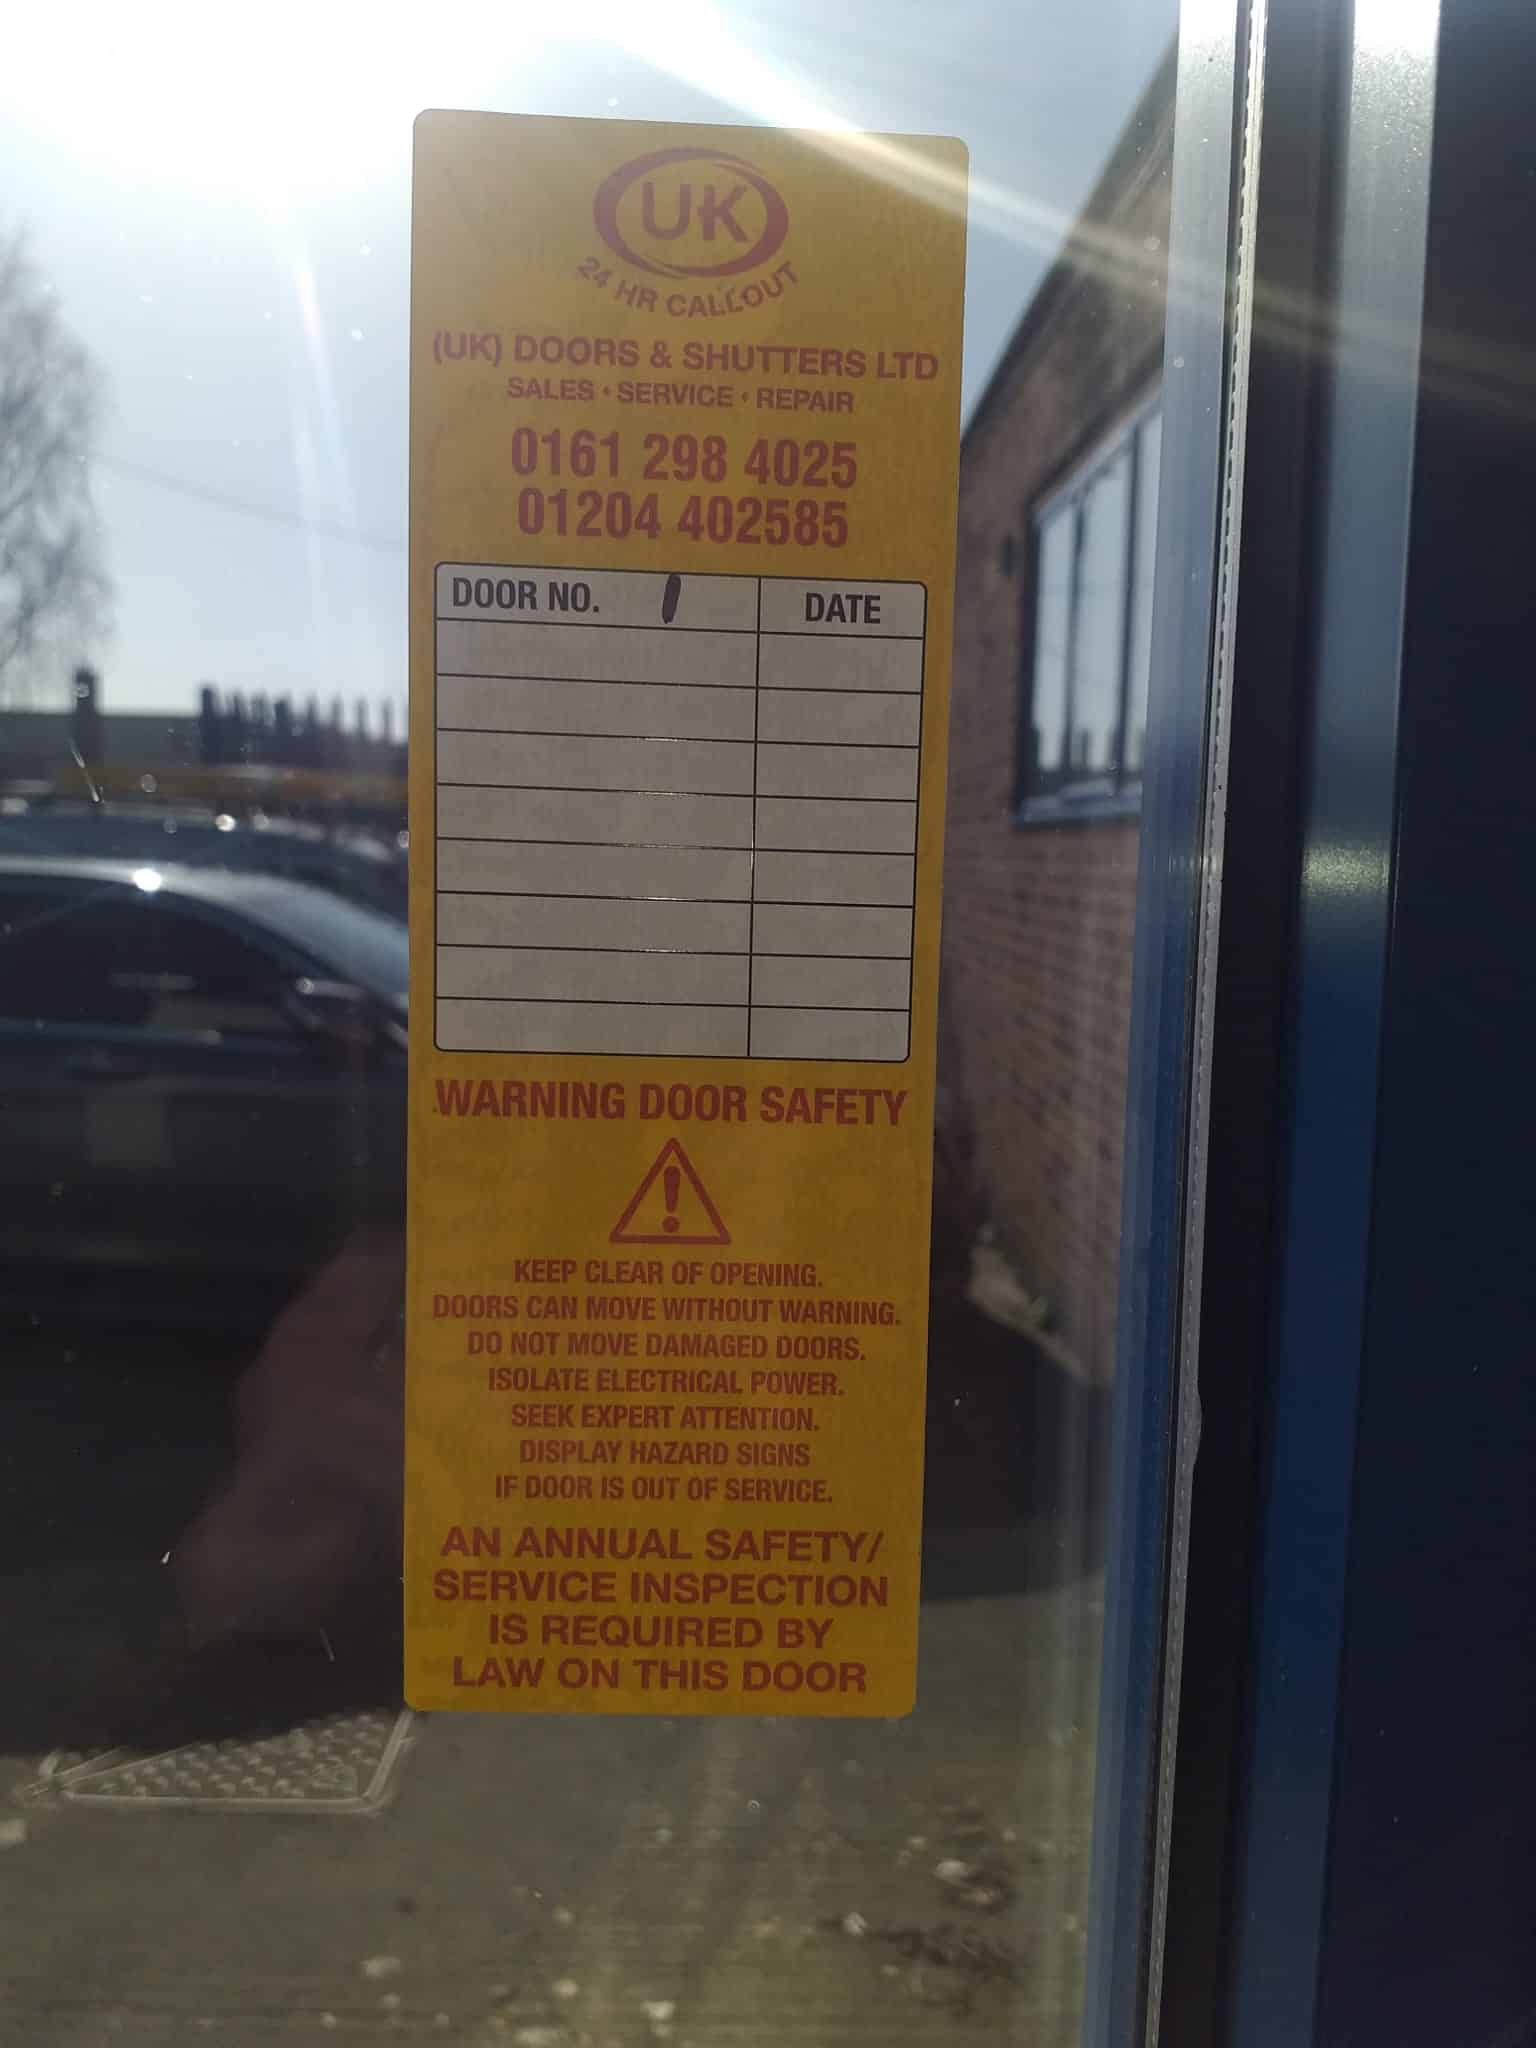 UK
24 HR CALLOUT
(UK) DOORS & SHUTTERS LTD
SALES • SERVICE • REPAIR
0161 298 4025
01204 402585
DOOR NO. 1 DATE
WARNING DOOR SAFETY
!
KEEP CLEAR OF OPENING.
DOORS CAN MOVE WITHOUT WARNING.
DO NOT MOVE DAMAGED DOORS.
ISOLATE ELECTRICAL POWER.
SEEK EXPERT ATTENTION.
DISPLAY HAZARD SIGNS
IF DOOR IS OUT OF SERVICE.
AN ANNUAL SAFETY/
SERVICE INSPECTION
IS REQUIRED BY
LAW ON THIS DOOR